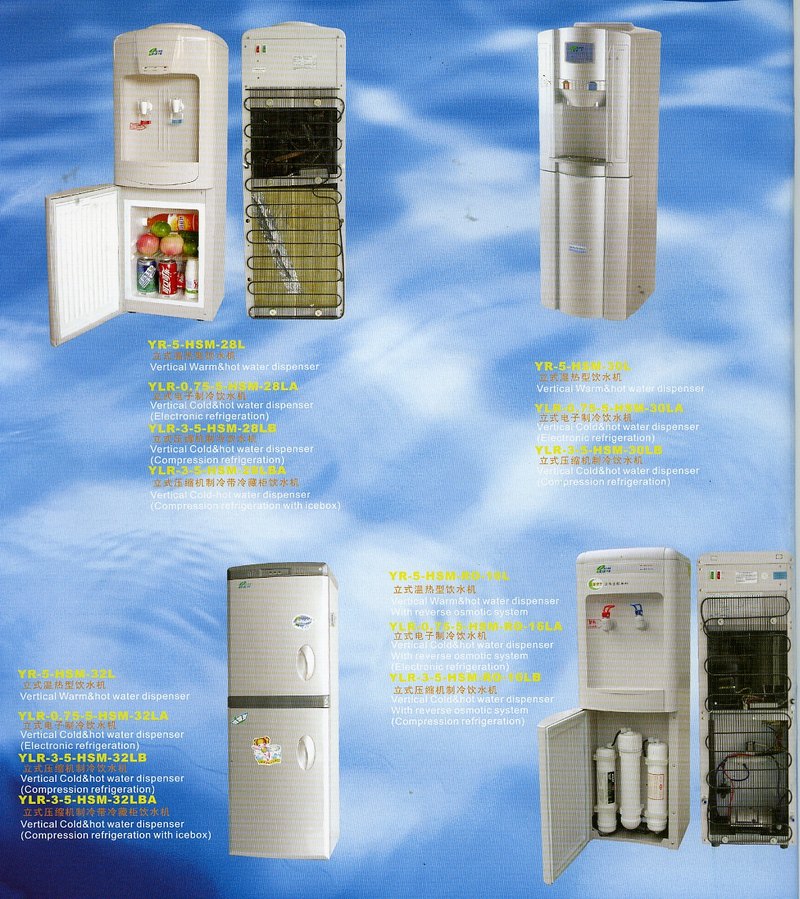 YR-5-HSM-28L
立式温热型饮水机
Vertical Warm&hot water dispenser
YLR-0.75-5-HSM-28LA
立式电子制冷饮水机
Vertical Cold&hot water dispenser
(Electronic refrigeration)
YLR-3-5-HSM-28LB
立式压缩机制冷饮水机
Vertical Cold&hot water dispenser
(Compression refrigeration)
YLR-3-5-HSM-28LBA
立式压缩机制冷带冷藏柜饮水机
Vertical Cold-hot water dispenser
(Compression refrigeration with icebox)
YR-5-HSM-30L
立式温热型饮水机
Vertical Warm&hot water dispenser
YLR-0.75-5-HSM-30LA
立式电子制冷饮水机
Vertical Cold&hot water dispenser
(Electronic refrigeration)
YLR-3-5-HSM-30LB
立式压缩机制冷饮水机
Vertical Cold&hot water dispenser
(Compression refrigeration)
YR-5-HSM-RO-16L
立式温热型饮水机
Vertical Warm&hot water dispenser
With reverse osmotic system
YLR-0.75-5-HSM-RO-16LA
立式电子制冷饮水机
Vertical Cold&hot water dispenser
With reverse osmotic system
(Electronic refrigeration)
YLR-3-5-HSM-RO-16LB
立式压缩机制冷饮水机
Vertical Cold&hot water dispenser
With reverse osmotic system
(Compression refrigeration)
YR-5-HSM-32L
立式温热型饮水机
Vertical Warm&hot water dispenser
YLR-0.75-5-HSM-32LA
立式电子制冷饮水机
Vertical Cold&hot water dispenser
(Electronic refrigeration)
YLR-3-5-HSM-32LB
立式压缩机制冷饮水机
Vertical Cold&hot water dispenser
(Compression refrigeration)
YLR-3-5-HSM-32LBA
立式压缩机制冷带冷藏柜饮水机
Vertical Cold&hot water dispenser
(Compression refrigeration with icebox)